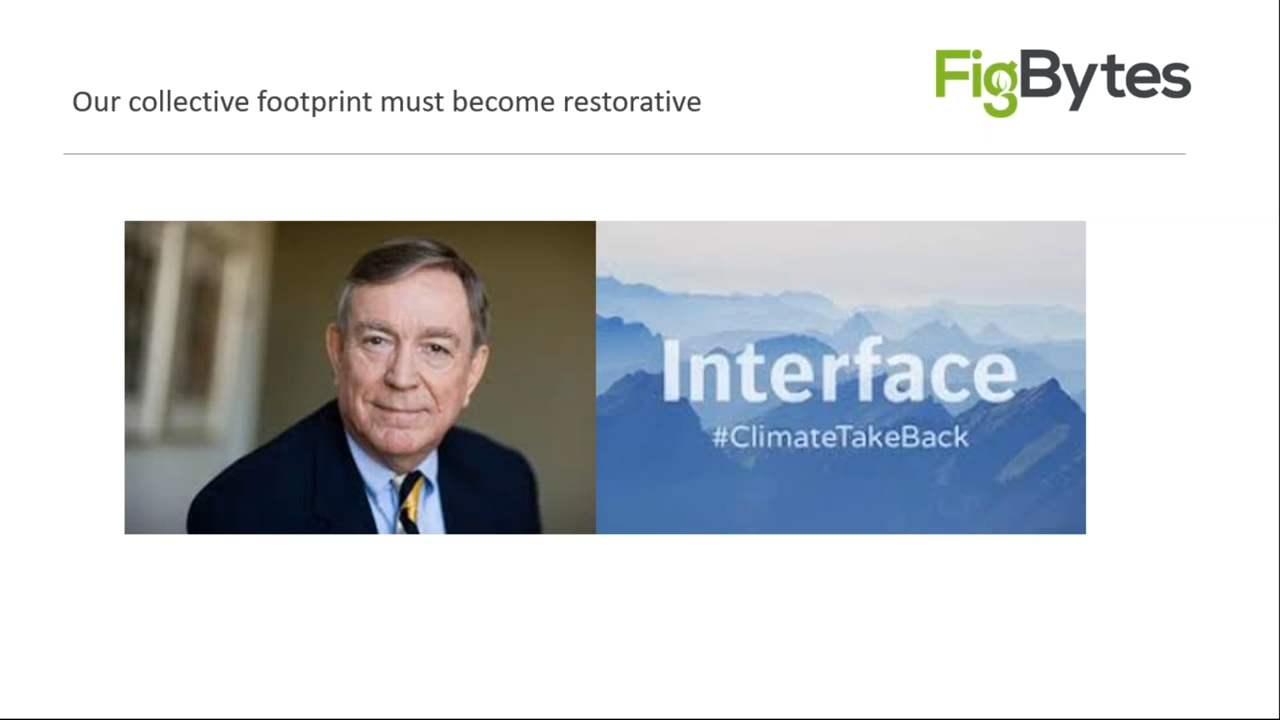 Our collective footprint must become restorative
FigBytes
Interface
#ClimateTakeBack